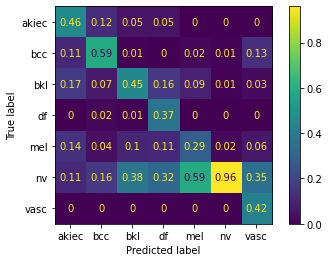 True label
akiec 0.46 0.12 0.05 0.05 0 0 0
bcc 0.11 0.59 0.01 0 0.02 0.01 0.13
bkl 0.17 0.07 0.45 0.16 0.09 0.01 0.03
df 0 0.02 0.01 0.37 0 0 0
mel 0.14 0.04 0.1 0.11 0.29 0.02 0.06
nv 0.11 0.16 0.38 0.32 0.59 0.96 0.35
vasc 0 0 0 0 0 0 0.42
akiec bcc bkl df mel nv vasc
Predicted label
0.8
0.6
0.4
0.2
0.0